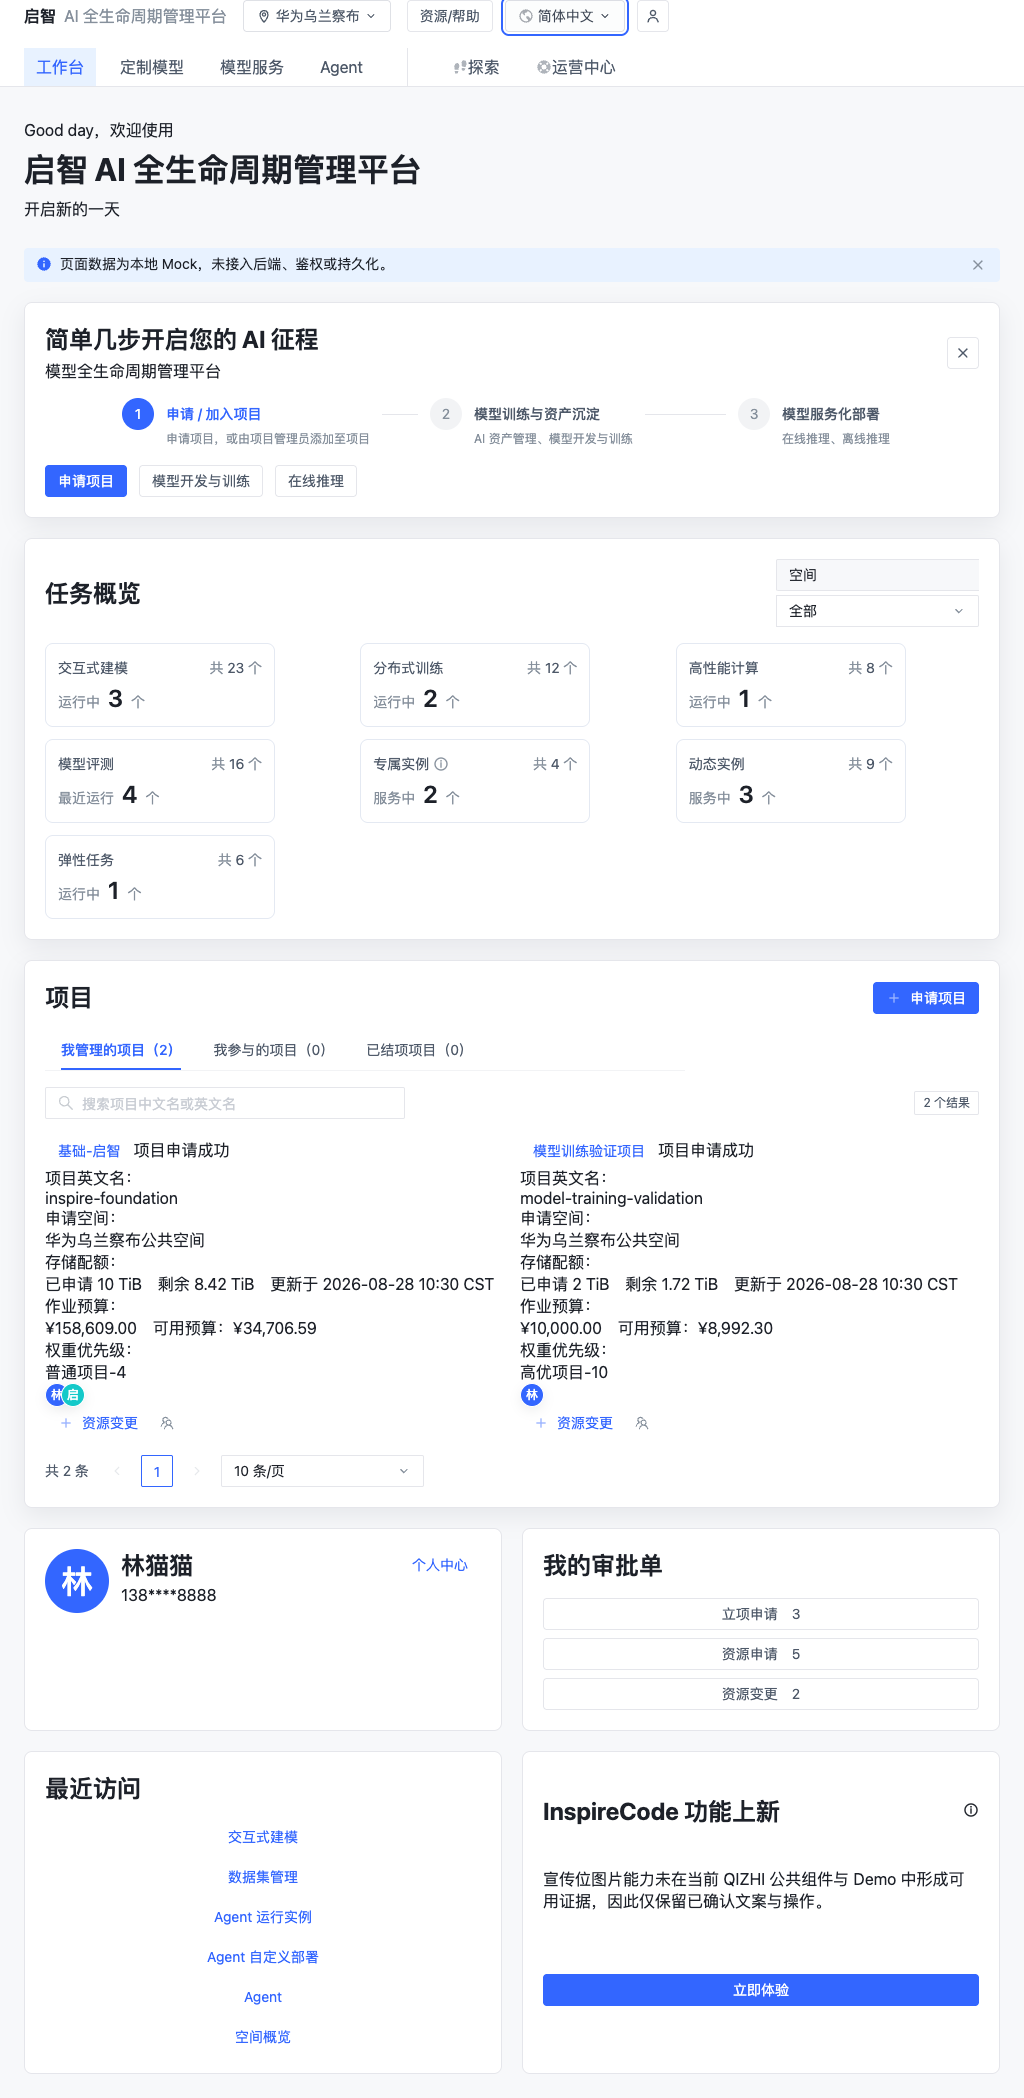 启智 AI 全生命周期管理平台 华为乌兰察布 资源/帮助 简体中文
工作台 定制模型 模型服务 Agent 探索 运营中心
Good day，欢迎使用
启智 AI 全生命周期管理平台
开启新的一天
页面数据为本地 Mock，未接入后端、鉴权或持久化。
简单几步开启您的 AI 征程
模型全生命周期管理平台
1 申请 / 加入项目 2 模型训练与资产沉淀 3 模型服务化部署
申请项目，或由项目管理员添加至项目 AI 资产管理、模型开发与训练 在线推理、离线推理
申请项目 模型开发与训练 在线推理
空间
任务概览
全部
交互式建模 共 23 个 分布式训练 共 12 个 高性能计算 共 8 个
运行中 3 个 运行中 2 个 运行中 1 个
模型评测 共 16 个 专属实例 共 4 个 动态实例 共 9 个
最近运行 4 个 服务中 2 个 服务中 3 个
弹性任务 共 6 个
运行中 1 个
项目 申请项目
我管理的项目（2） 我参与的项目（0） 已结项项目（0）
搜索项目中文名或英文名 2 个结果
基础-启智 项目申请成功
项目英文名：
inspire-foundation
申请空间：
华为乌兰察布公共空间
存储配额：
已申请 10 TiB 剩余 8.42 TiB 更新于 2026-08-28 10:30 CST
作业预算：
¥158,609.00 可用预算：¥34,706.59
权重优先级：
普通项目-4
林 启
资源变更
模型训练验证项目 项目申请成功
项目英文名：
model-training-validation
申请空间：
华为乌兰察布公共空间
存储配额：
已申请 2 TiB 剩余 1.72 TiB 更新于 2026-08-28 10:30 CST
作业预算：
¥10,000.00 可用预算：¥8,992.30
权重优先级：
高优项目-10
林
资源变更
共 2 条 1 10 条/页
林 林猫猫 个人中心
138****8888
我的审批单
立项申请 3
资源申请 5
资源变更 2
最近访问
交互式建模
数据集管理
Agent 运行实例
Agent 自定义部署
Agent
空间概览
InspireCode 功能上新
宣传位图片能力未在当前 QIZHI 公共组件与 Demo 中形成可
用证据，因此仅保留已确认文案与操作。
立即体验